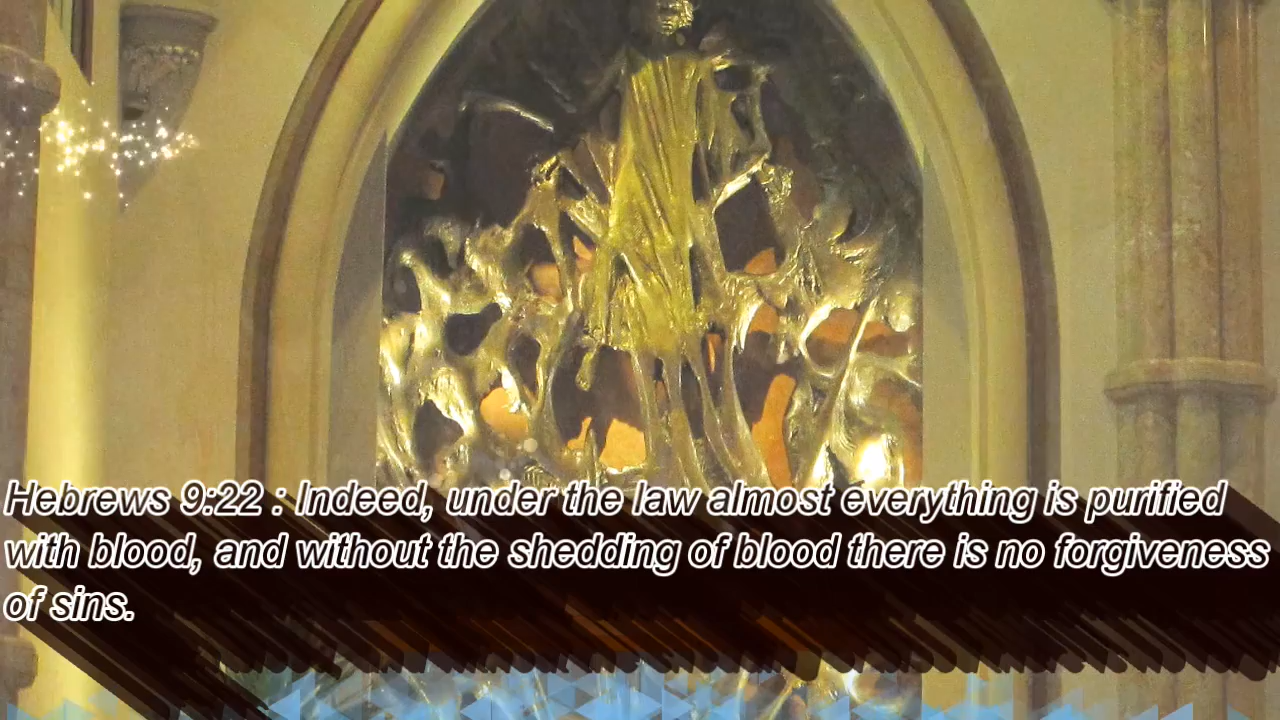 Hebrews 9:22 : Indeed, under the law almost everything is purified
with blood, and without the shedding of blood there is no forgiveness
of sins.